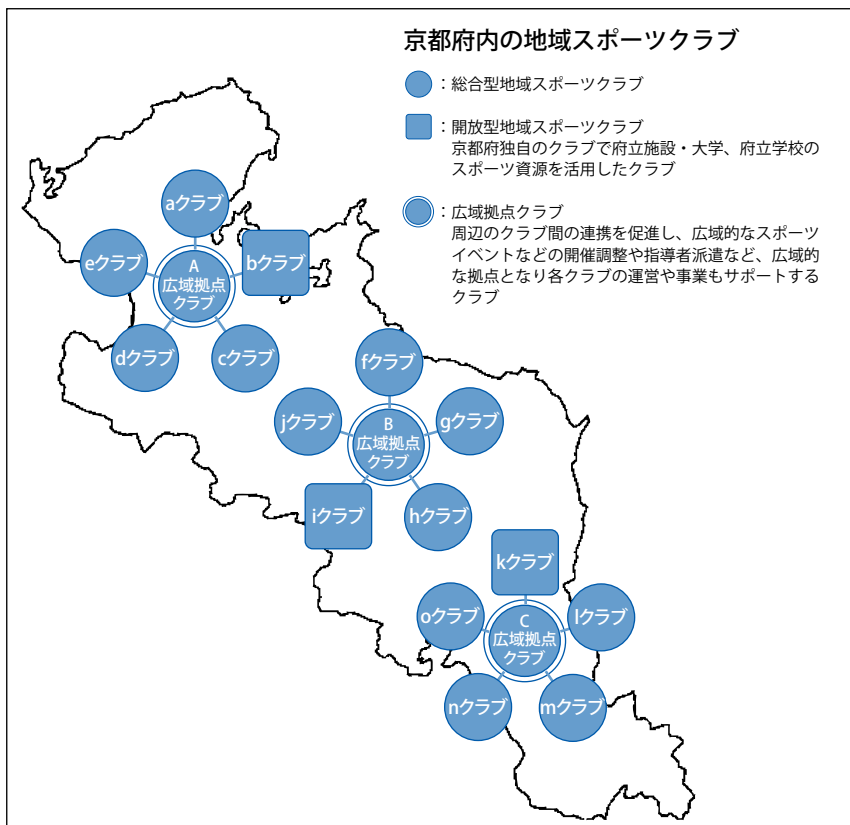 京都府内の地域スポーツクラブ
：総合型地域スポーツクラブ
：開放型地域スポーツクラブ
京都府独自のクラブで府立施設・大学、府立学校の
スポーツ資源を活用したクラブ
：広域拠点クラブ
周辺のクラブ間の連携を促進し、広域的なスポーツ
イベントなどの開催調整や指導者派遣など、広域的
な拠点となり各クラブの運営や事業もサポートする
クラブ
aクラブ
bクラブ
eクラブ
A
広域拠点
クラブ
dクラブ
cクラブ
fクラブ
jクラブ
gクラブ
B
広域拠点
クラブ
iクラブ
hクラブ
kクラブ
oクラブ
lクラブ
C
広域拠点
クラブ
nクラブ
mクラブ